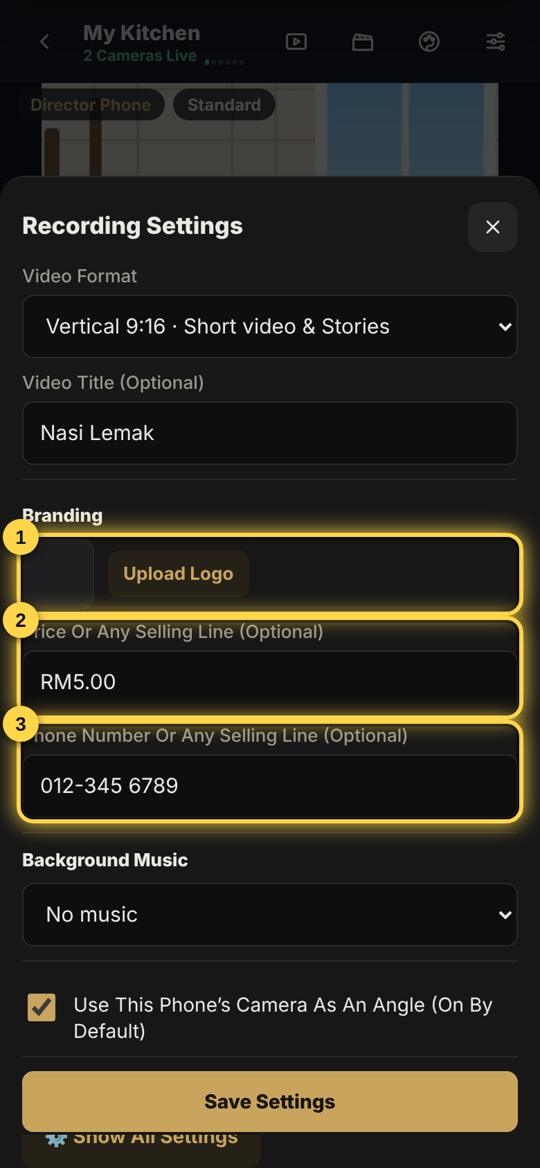 My Kitchen
2 Cameras Live
Director Phone
Standard
Recording Settings
Video Format
Vertical 9:16 · Short video & Stories
Video Title (Optional)
Nasi Lemak
Branding
1
Upload Logo
2
rice Or Any Selling Line (Optional)
RM5.00
3
hone Number Or Any Selling Line (Optional)
012-345 6789
Background Music
No music
Use This Phone’s Camera As An Angle (On By
Default)
Save Settings
⚙️ Show All Settings